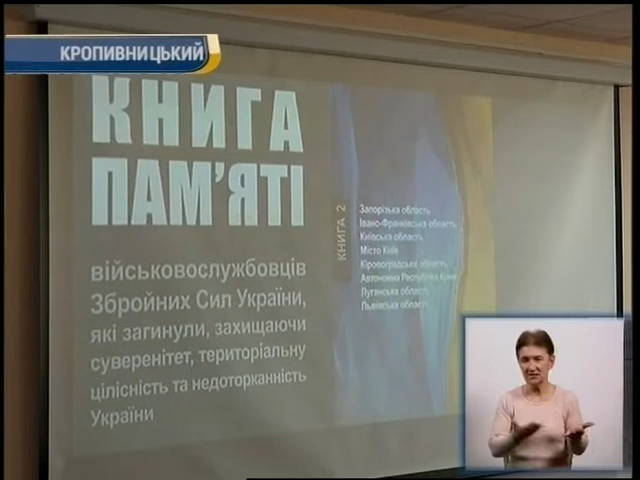 КРОПИВНИЦЬКИЙ
КНИГА
ПАМ’ЯТІ
військовослужбовців
Збройних Сил України,
які загинули, захищаючи
суверенітет, територіальну
цілісність та недоторканність
України
КНИГА 2
Запорізька область
Івано-Франківська область
Київська область
Місто Київ
Кіровоградська область
Автономна Республіка Крим
Луганська область
Львівська область